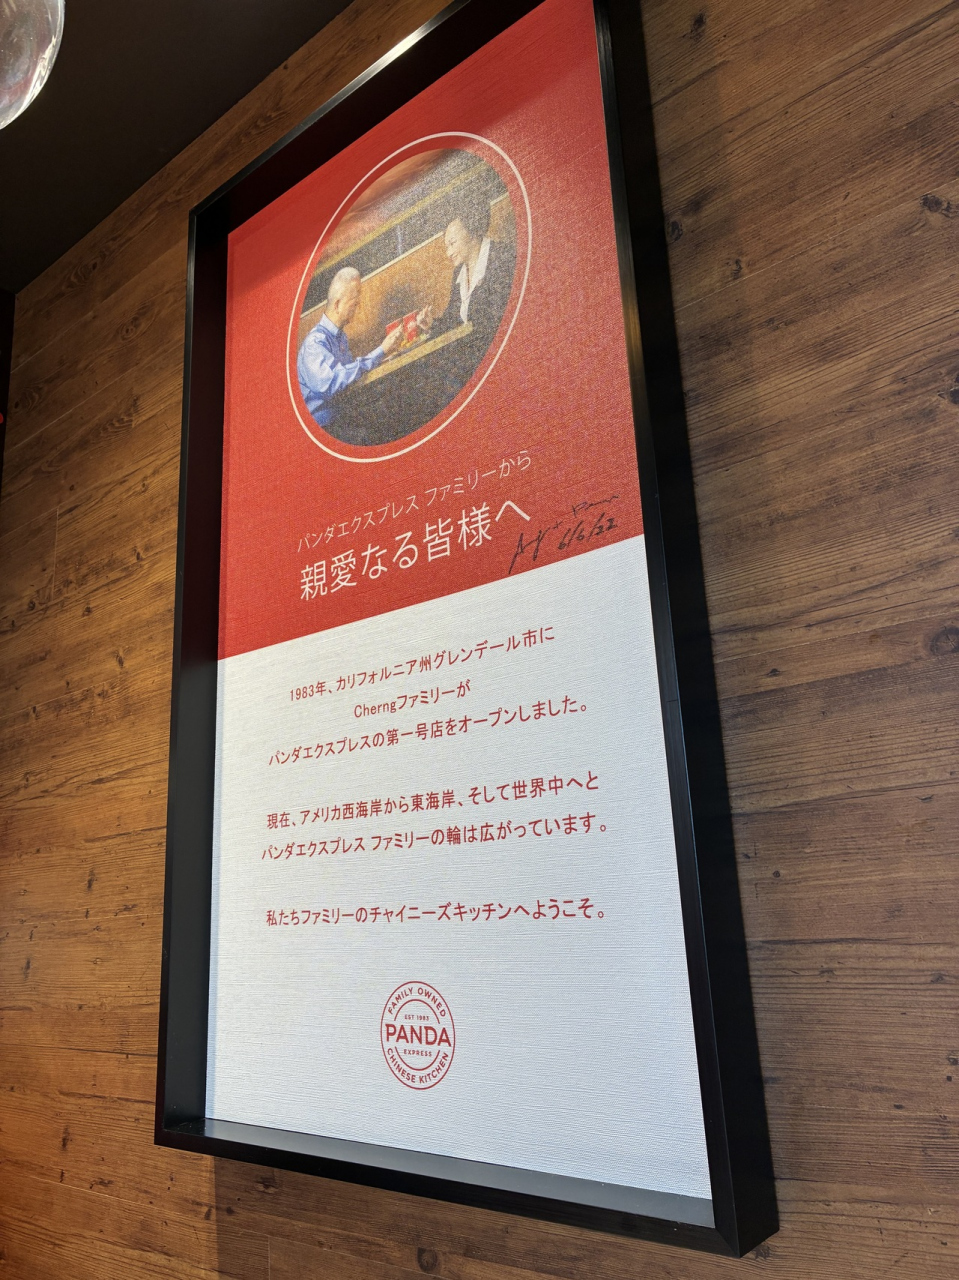 パンダエクスプレス ファミリーから
親愛なる皆様へ
6/6/22
1983年、カリフォルニア州グレンデール市に
Cherngファミリーが
パンダエクスプレスの第一号店をオープンしました。
現在、アメリカ西海岸から東海岸、そして世界中へと
パンダエクスプレス ファミリーの輪は広がっています。
私たちファミリーのチャイニーズキッチンへようこそ。
FAMILY OWNED
EST 1983
PANDA
EXPRESS
CHINESE KITCHEN